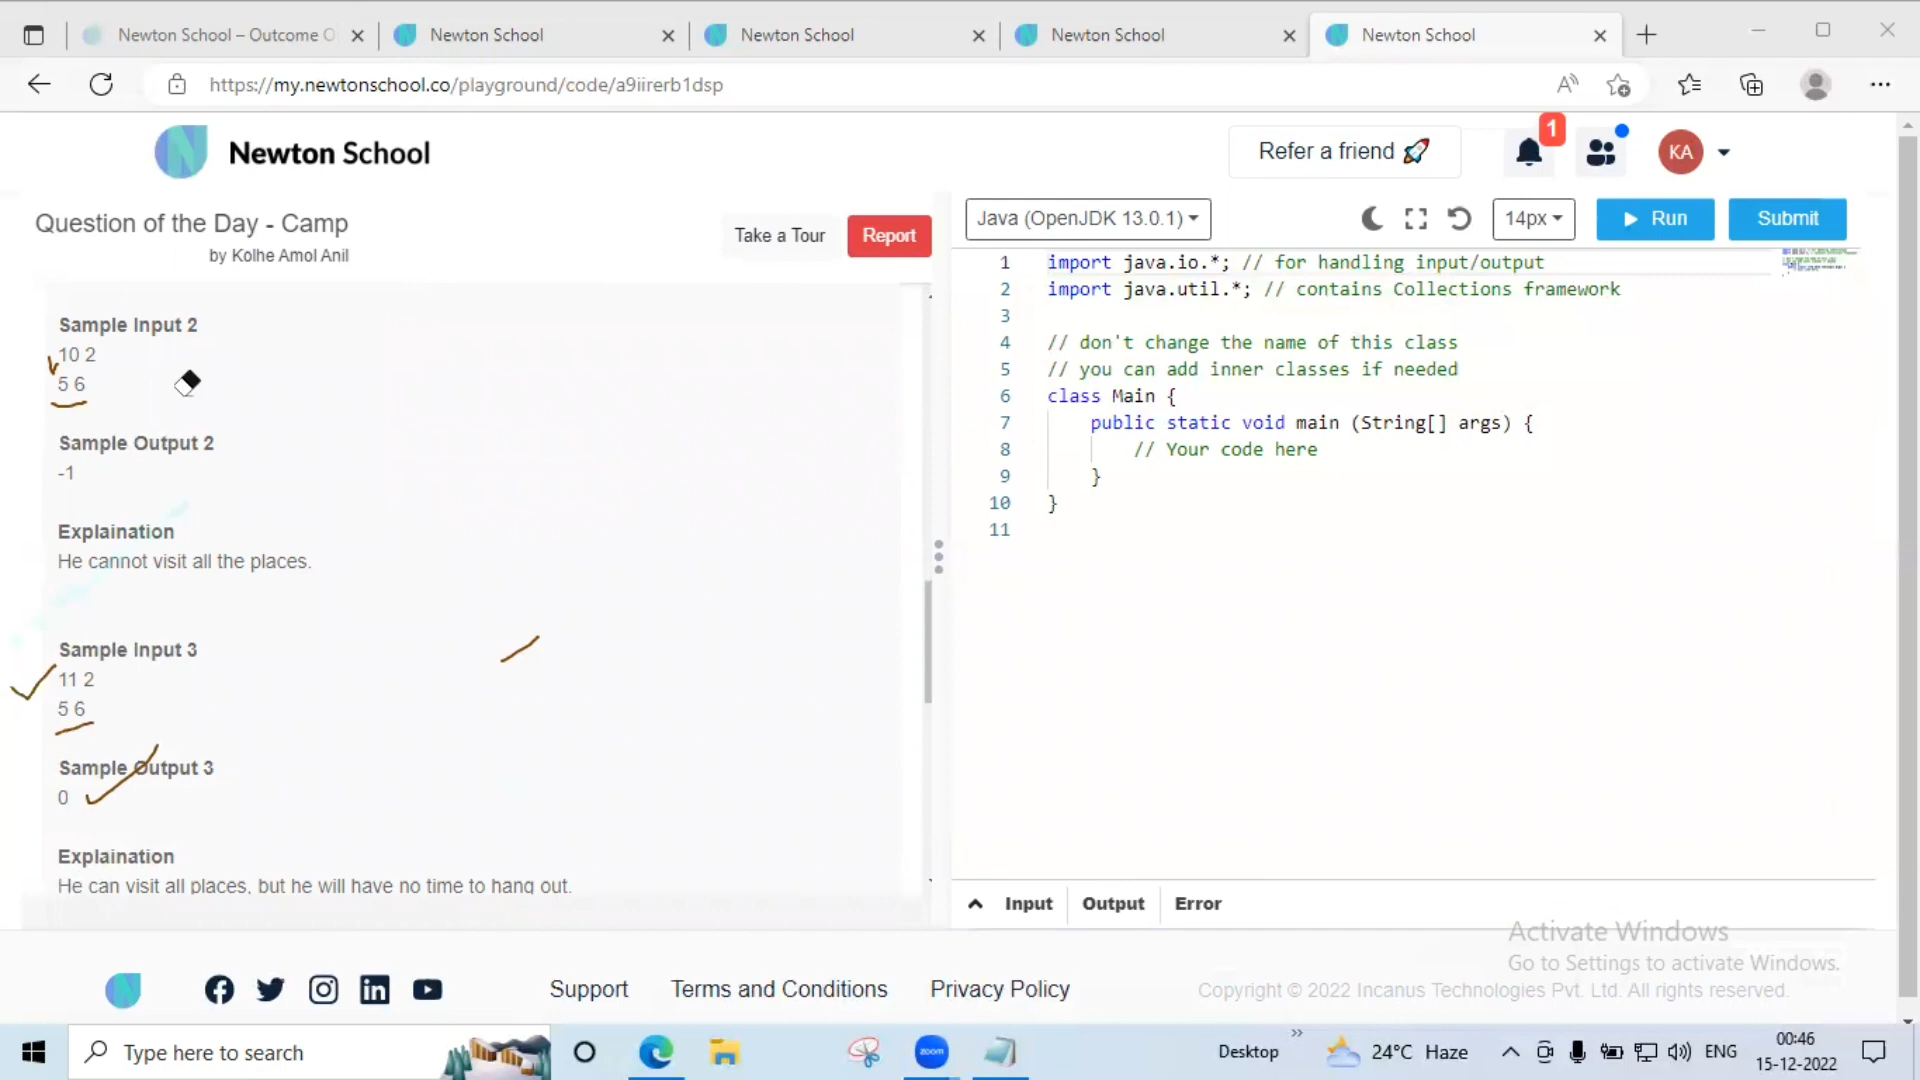 Newton School – Outcome O
Newton School
Newton School
Newton School
Newton School
https://my.newtonschool.co/playground/code/a9iirerb1dsp
Newton School
Refer a friend 🚀
1
KA
Question of the Day - Camp
by Kolhe Amol Anil
Take a Tour
Report
Java (OpenJDK 13.0.1)
14px
Run
Submit
Sample Input 2
10 2
5 6
Sample Output 2
-1
Explaination
He cannot visit all the places.
Sample Input 3
11 2
5 6
Sample Output 3
0
Explaination
He can visit all places, but he will have no time to hang out.
1 import java.io.*; // for handling input/output
2 import java.util.*; // contains Collections framework
3
4 // don't change the name of this class
5 // you can add inner classes if needed
6 class Main {
7 public static void main (String[] args) {
8 // Your code here
9 }
10 }
11
Input Output Error
Activate Windows
Go to Settings to activate Windows.
Support Terms and Conditions Privacy Policy
Copyright © 2022 Incanus Technologies Pvt. Ltd. All rights reserved.
Type here to search
zoom
Desktop
24°C Haze
ENG
00:46
15-12-2022